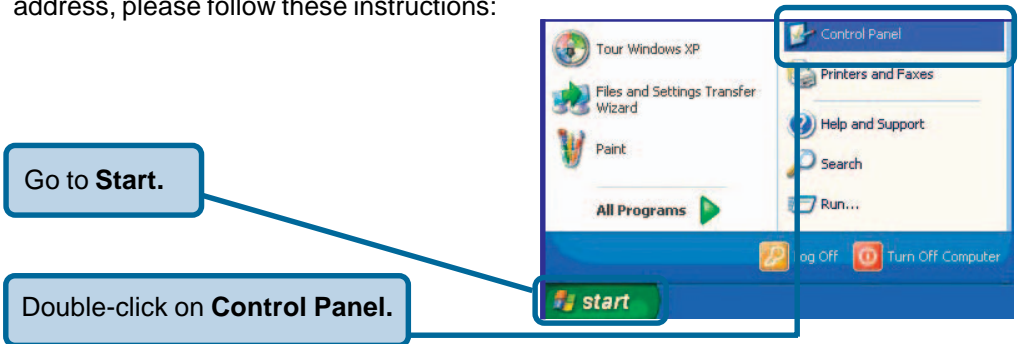 address, please follow these instructions:
Tour Windows XP
Files and Settings Transfer
Wizard
Paint
All Programs
Control Panel
Printers and Faxes
Help and Support
Search
Run...
Log Off
Turn Off Computer
start
Go to Start.
Double-click on Control Panel.